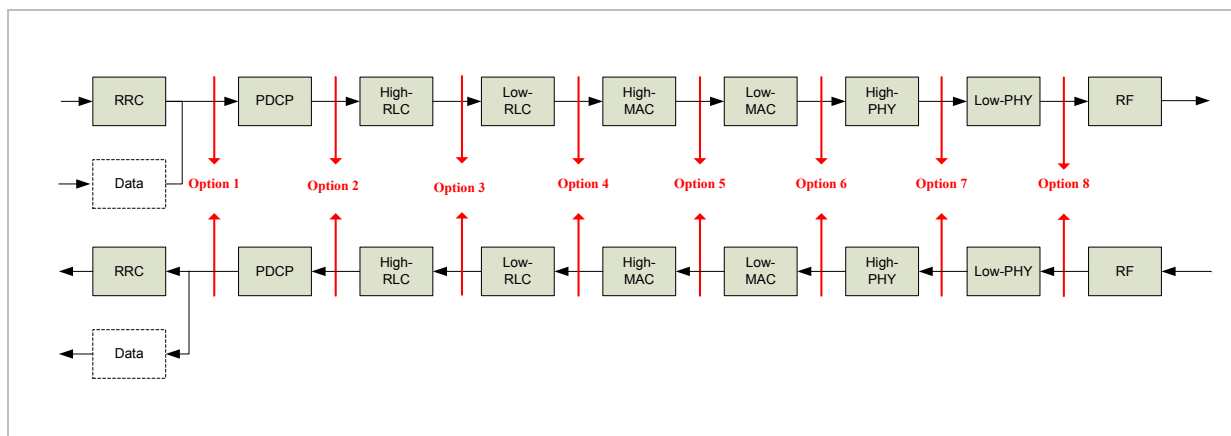 RRC
PDCP
High-
RLC
Low-
RLC
High-
MAC
Low-
MAC
High-
PHY
Low-PHY
RF
Data
Option 1
Option 2
Option 3
Option 4
Option 5
Option 6
Option 7
Option 8
RRC
PDCP
High-
RLC
Low-
RLC
High-
MAC
Low-
MAC
High-
PHY
Low-PHY
RF
Data